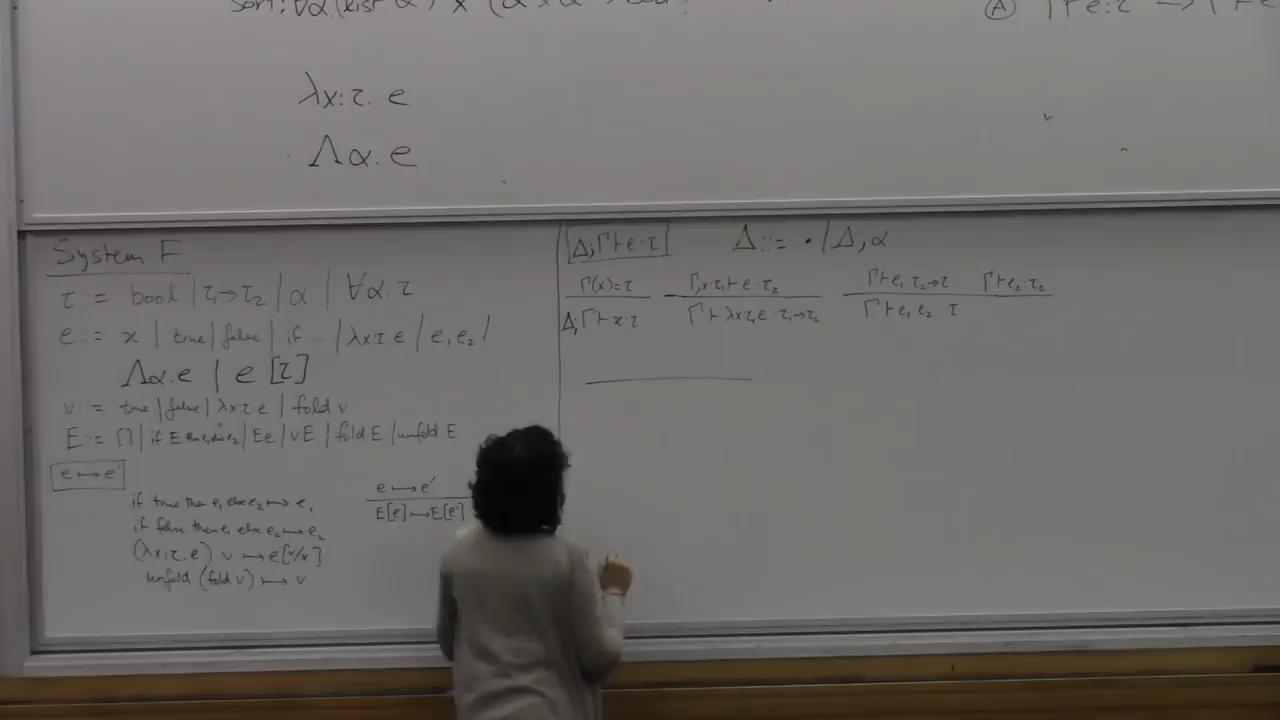 sort: ∀α. (list α) × (α × α → bool)
Ⓐ Γ ⊢ e : τ → Γ ⊢ e
λx:τ. e
Λα. e
System F
τ ::= bool | τ₁→τ₂ | α | ∀α. τ
e ::= x | true | false | if ... | λx:τ. e | e₁ e₂ |
Λα.e | e [τ]
v ::= true | false | λx:τ. e | fold v
E ::= [] | if E then e₁ else e₂ | E e | v E | fold E | unfold E
e ↦ e'
if true then e₁ else e₂ ↦ e₁
if false then e₁ else e₂ ↦ e₂
(λx:τ. e) v ↦ e[v/x]
unfold (fold v) ↦ v
e ↦ e'
E[e] ↦ E[e']
Δ; Γ ⊢ e : τ Δ ::= · | Δ, α
Γ(x) = τ Γ, x:τ₁ ⊢ e : τ₂ Γ ⊢ e₁ : τ₂→τ Γ ⊢ e₂ : τ₂
Δ; Γ ⊢ x : τ Γ ⊢ λx:τ₁. e : τ₁→τ₂ Γ ⊢ e₁ e₂ : τ